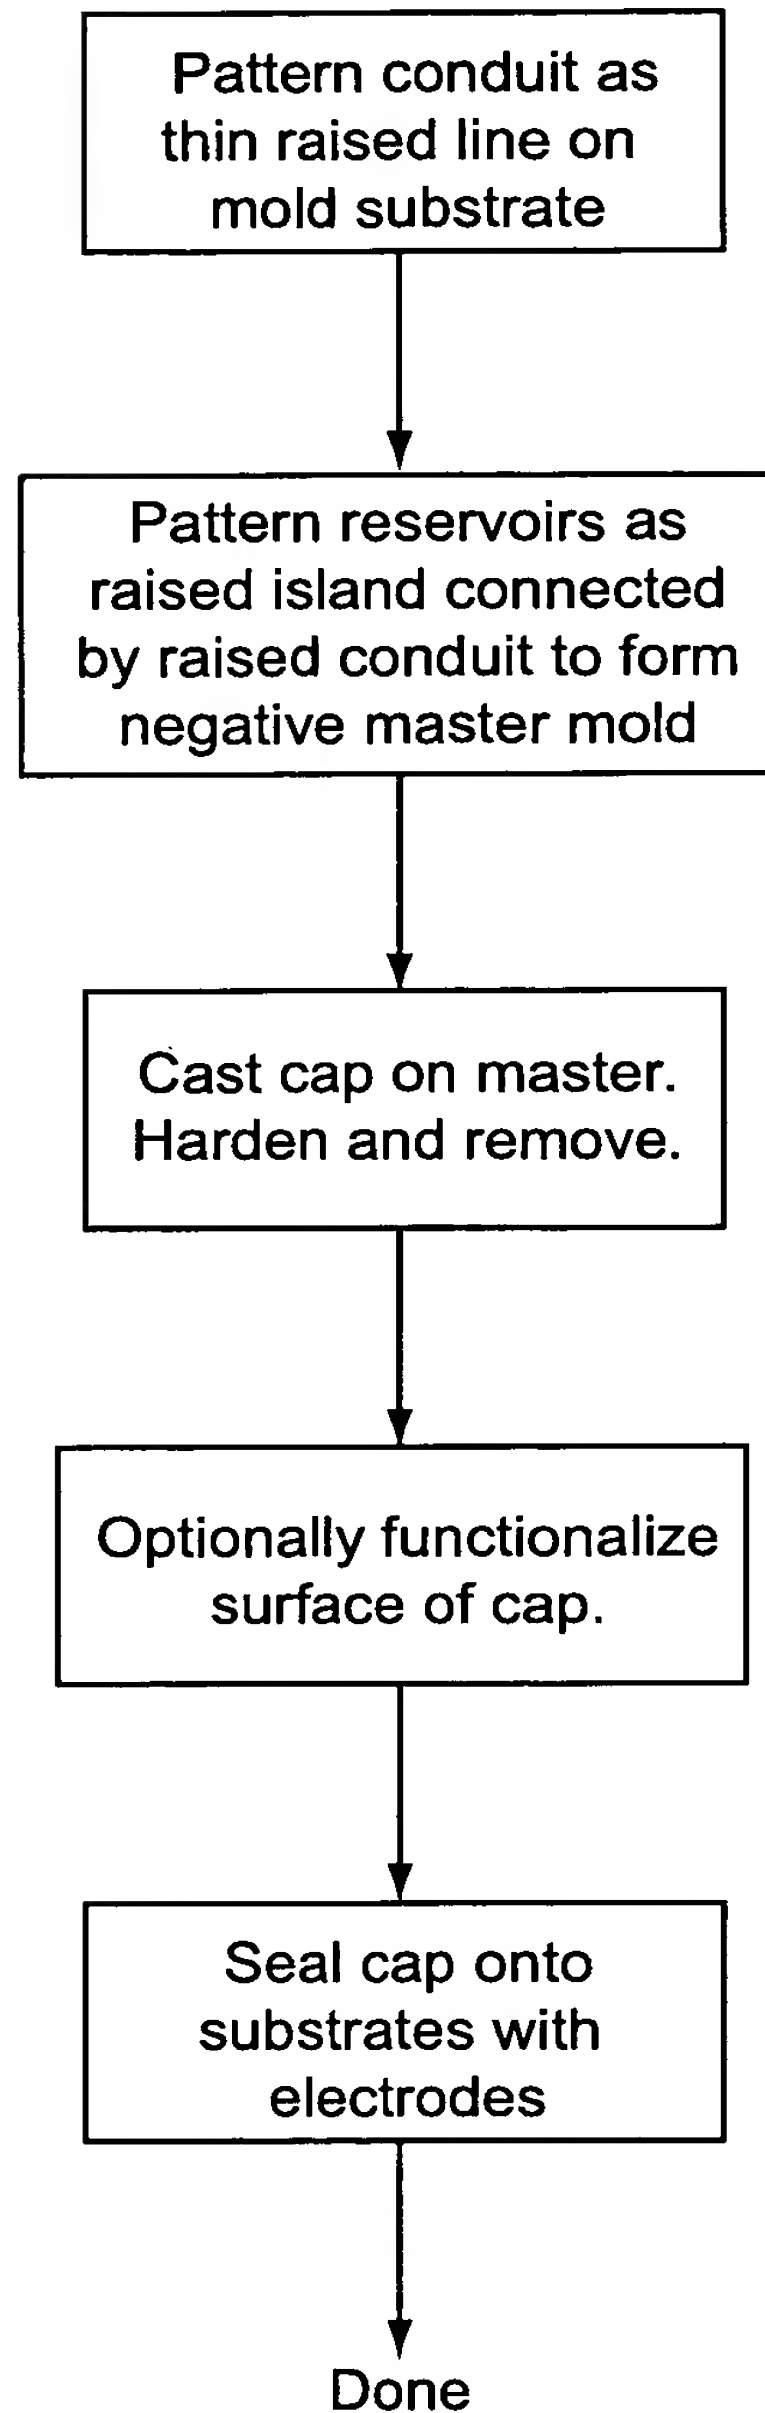 Pattern conduit as
thin raised line on
mold substrate
Pattern reservoirs as
raised island connected
by raised conduit to form
negative master mold
Cast cap on master.
Harden and remove.
Optionally functionalize
surface of cap.
Seal cap onto
substrates with
electrodes
Done